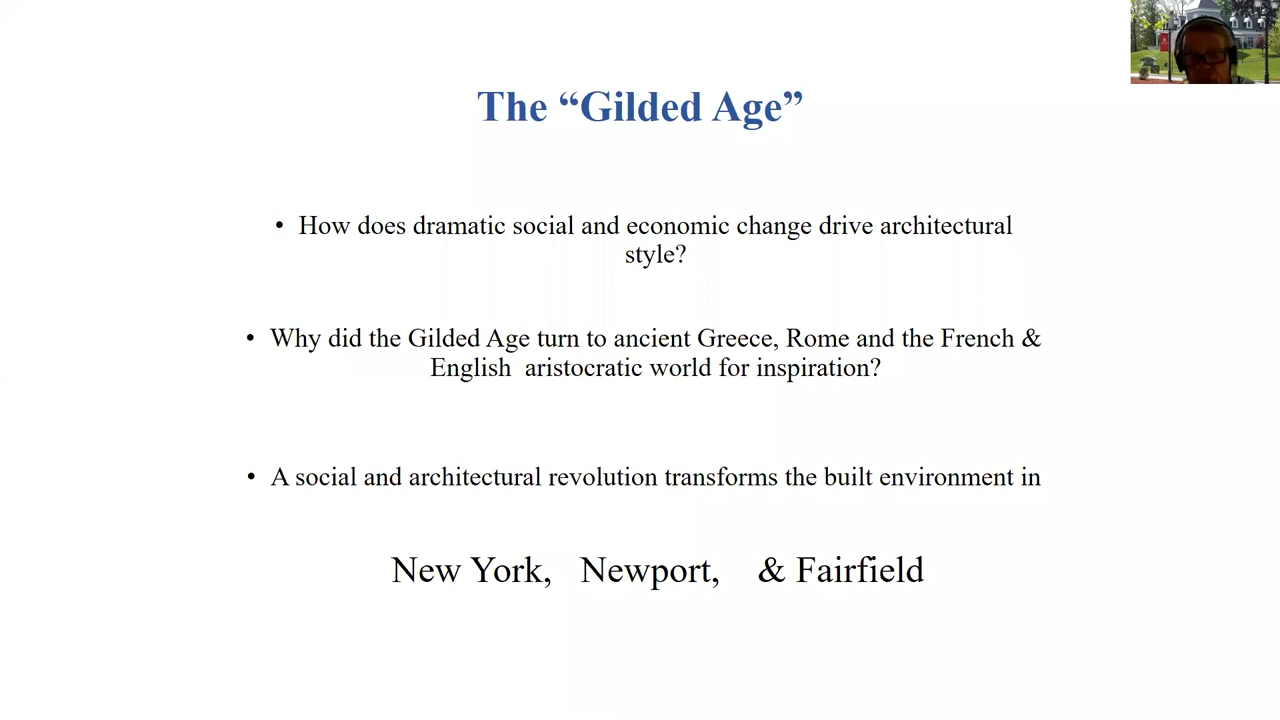 The “Gilded Age”
• How does dramatic social and economic change drive architectural
style?
• Why did the Gilded Age turn to ancient Greece, Rome and the French &
English  aristocratic world for inspiration?
• A social and architectural revolution transforms the built environment in
New York,   Newport,    & Fairfield